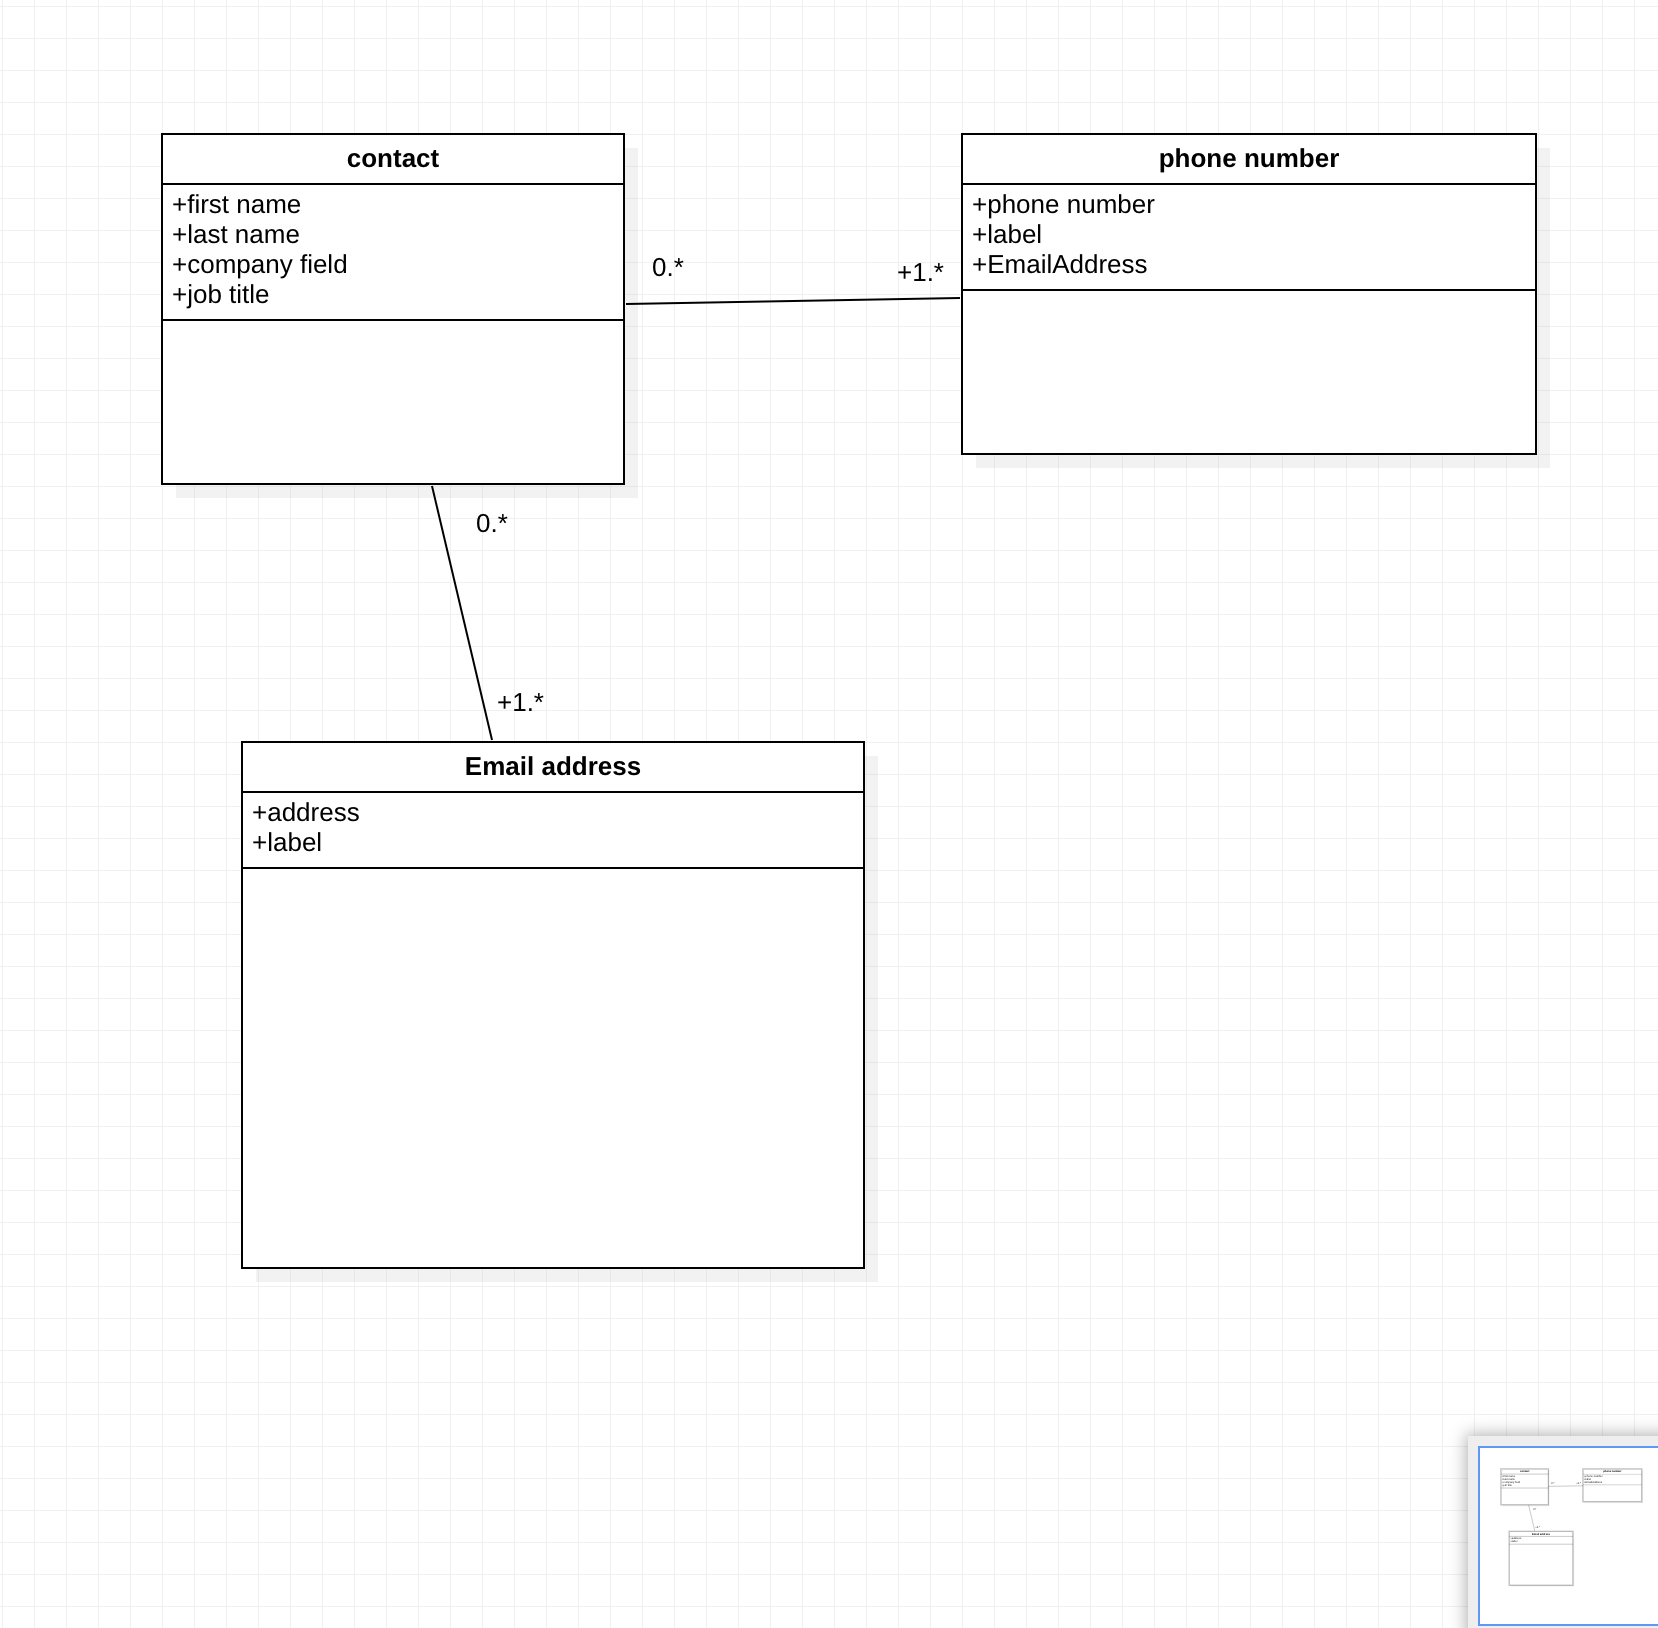 contact
+first name
+last name
+company field
+job title
0.*
+1.*
phone number
+phone number
+label
+EmailAddress
0.*
+1.*
Email address
+address
+label